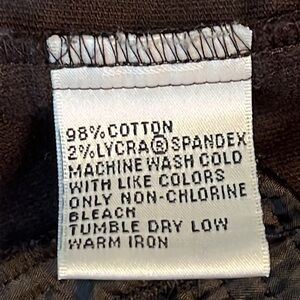 98% COTTON
2% LYCRA® SPANDEX
MACHINE WASH COLD
WITH LIKE COLORS
ONLY NON-CHLORINE
BLEACH
TUMBLE DRY LOW
WARM IRON